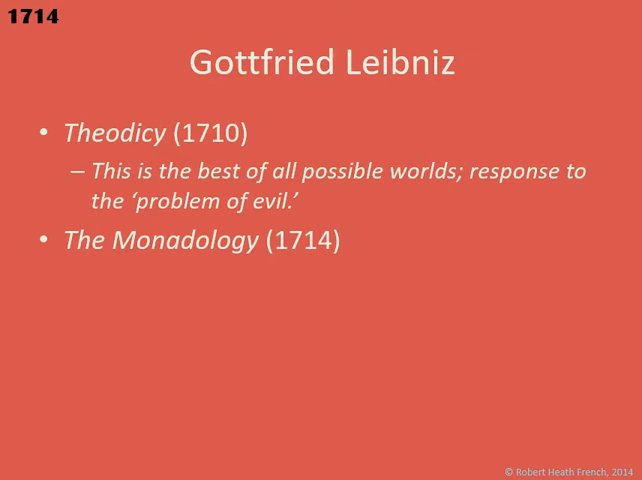 1714
Gottfried Leibniz
• Theodicy (1710)
– This is the best of all possible worlds; response to
the ‘problem of evil.’
• The Monadology (1714)
© Robert Heath French, 2014